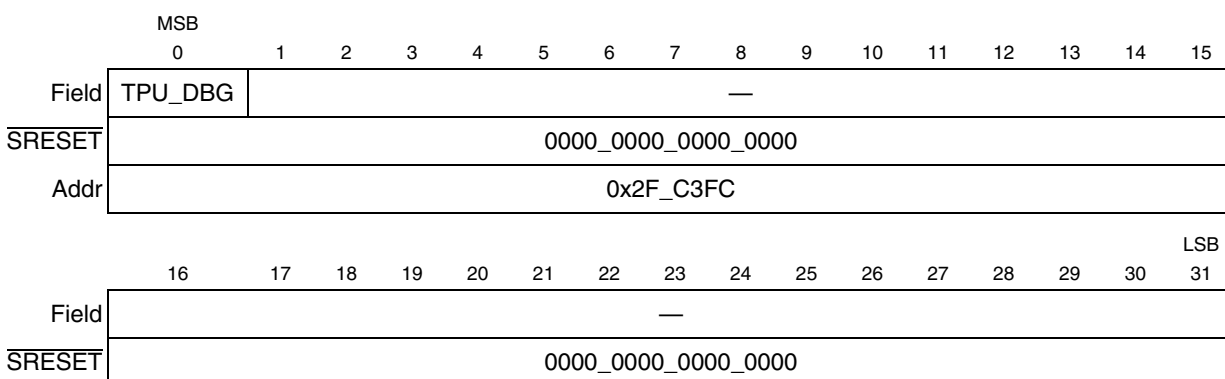 MSB
0 1 2 3 4 5 6 7 8 9 10 11 12 13 14 15
Field TPU_DBG —
SRESET 0000_0000_0000_0000
Addr 0x2F_C3FC
LSB
16 17 18 19 20 21 22 23 24 25 26 27 28 29 30 31
Field —
SRESET 0000_0000_0000_0000